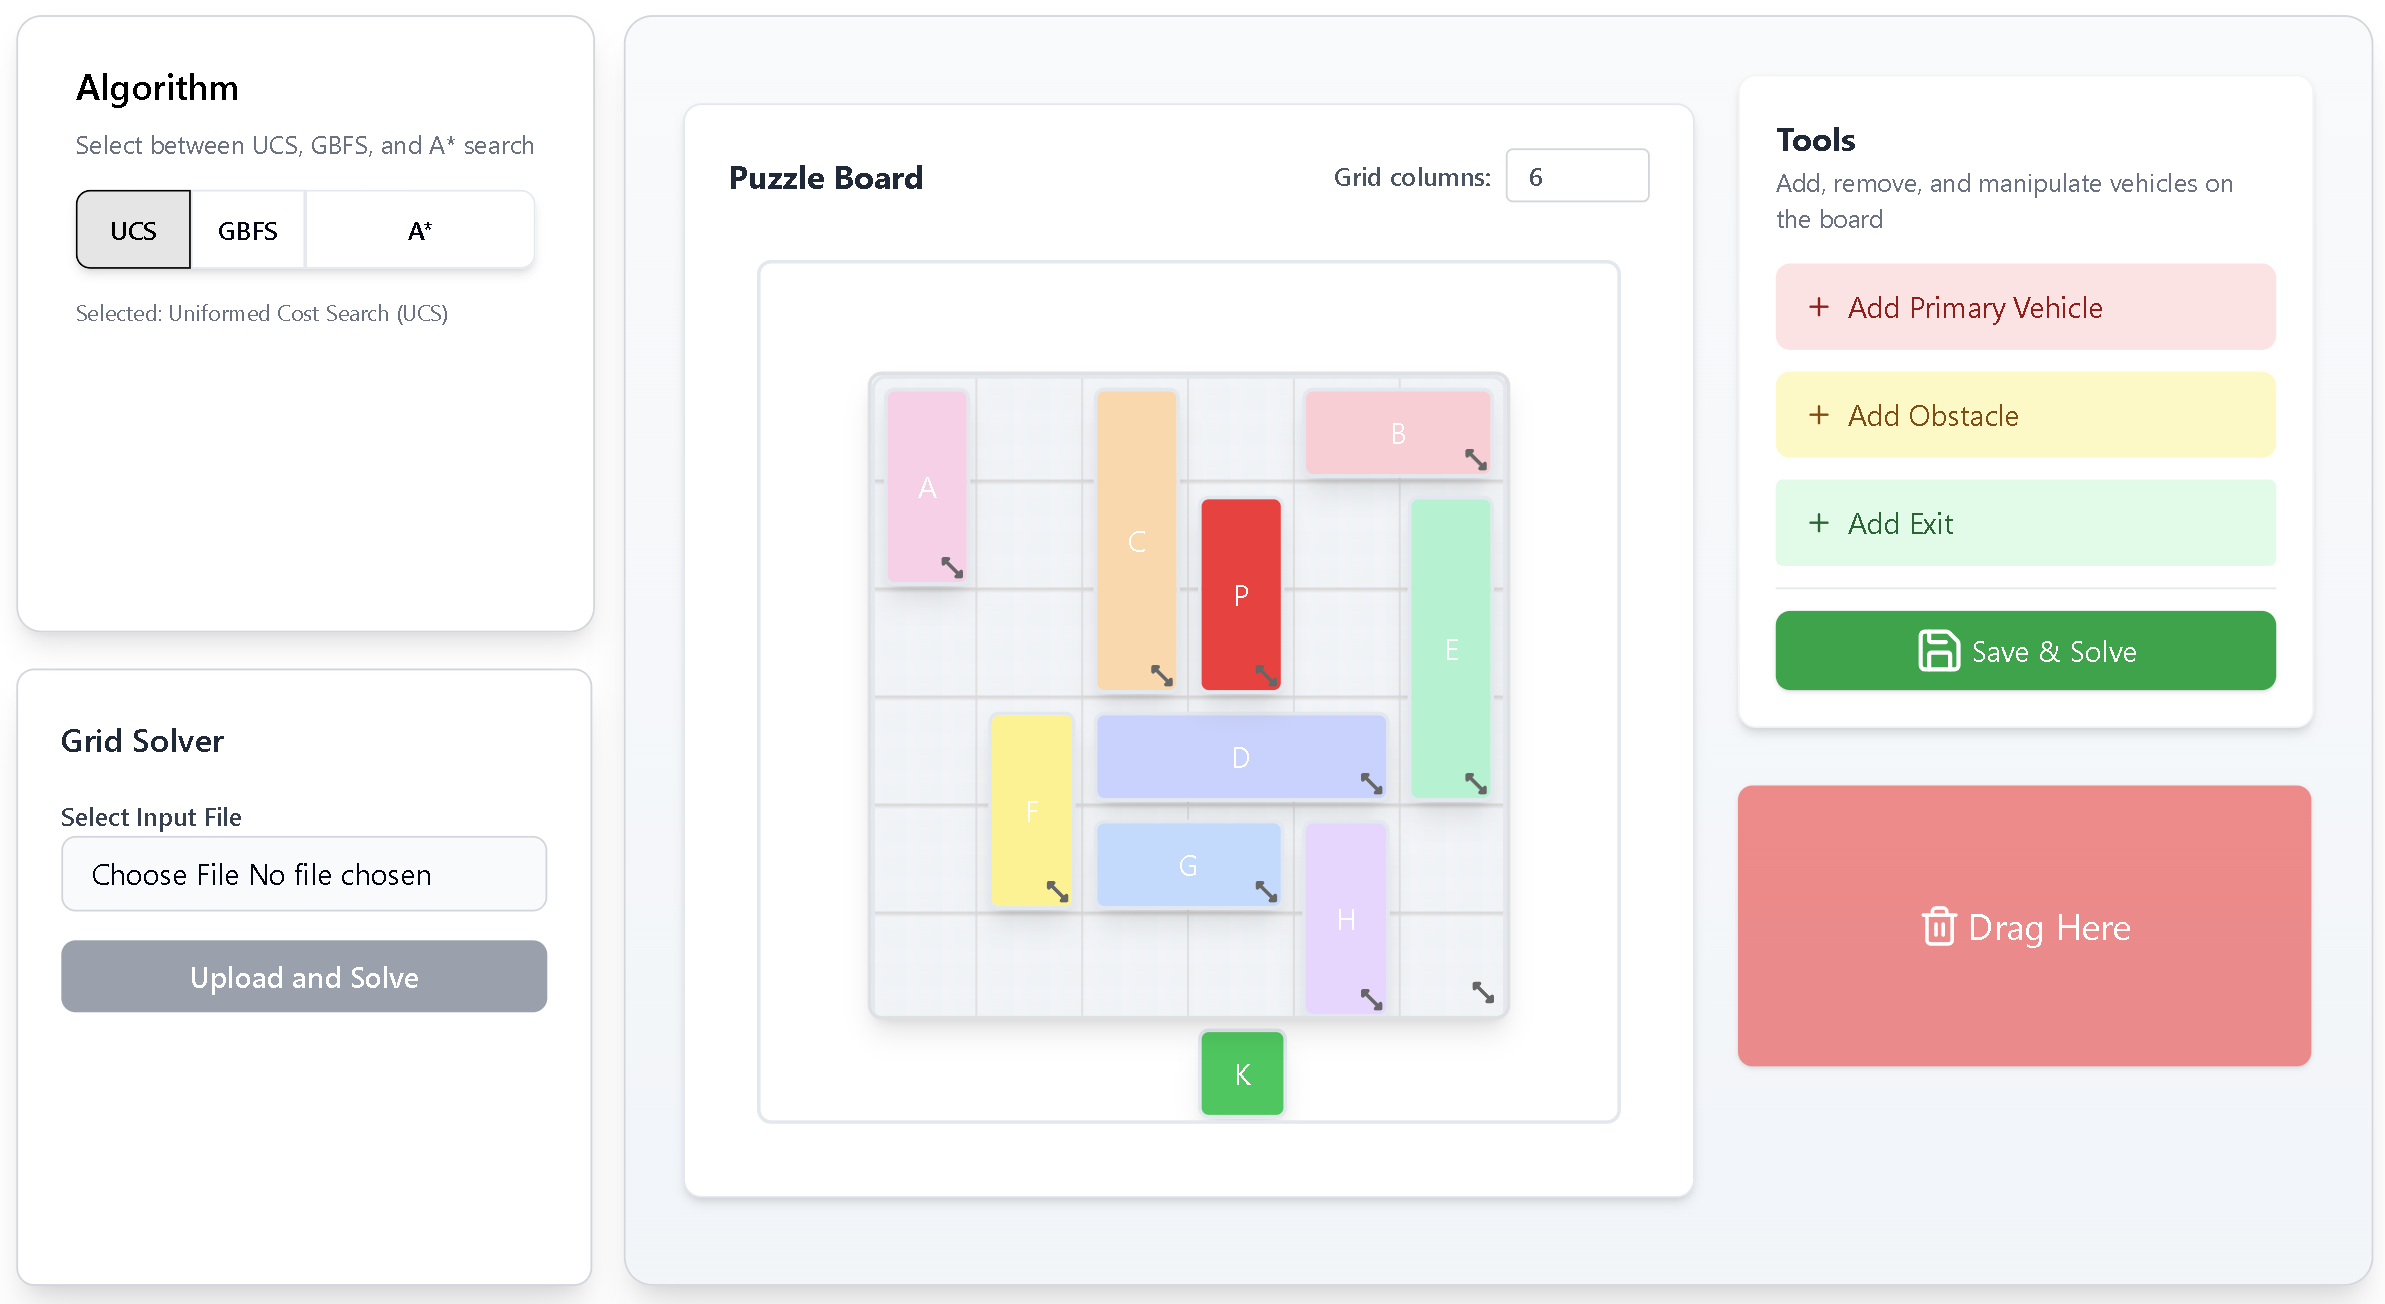 Algorithm
Select between UCS, GBFS, and A* search
UCS GBFS A*
Selected: Uniformed Cost Search (UCS)
Grid Solver
Select Input File
Choose File No file chosen
Upload and Solve
Puzzle Board
Grid columns: 6
A
C
B
P
E
F
D
G
H
K
Tools
Add, remove, and manipulate vehicles on
the board
+ Add Primary Vehicle
+ Add Obstacle
+ Add Exit
Save & Solve
Drag Here